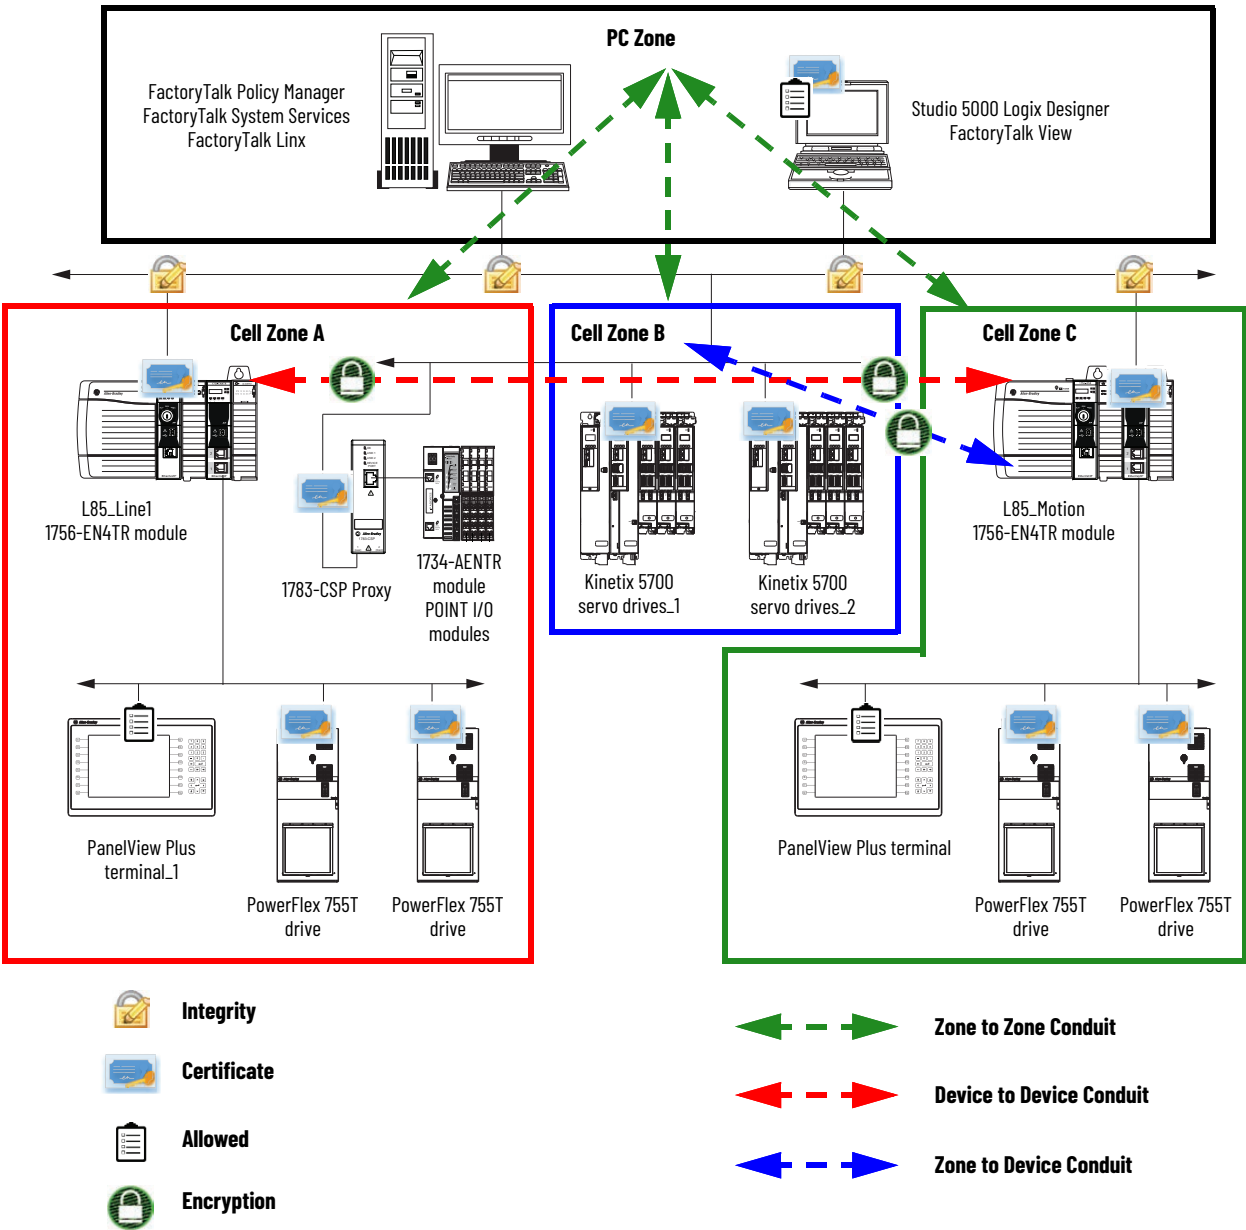 PC Zone
FactoryTalk Policy Manager
FactoryTalk System Services
FactoryTalk Linx
Studio 5000 Logix Designer
FactoryTalk View
Cell Zone A
Cell Zone B
Cell Zone C
L85_Line1
1756-EN4TR module
1783-CSP Proxy
1734-AENTR
module
POINT I/O
modules
Kinetix 5700
servo drives_1
Kinetix 5700
servo drives_2
L85_Motion
1756-EN4TR module
PanelView Plus
terminal_1
PowerFlex 755T
drive
PowerFlex 755T
drive
PanelView Plus terminal
PowerFlex 755T
drive
PowerFlex 755T
drive
Integrity
Certificate
Allowed
Encryption
Zone to Zone Conduit
Device to Device Conduit
Zone to Device Conduit